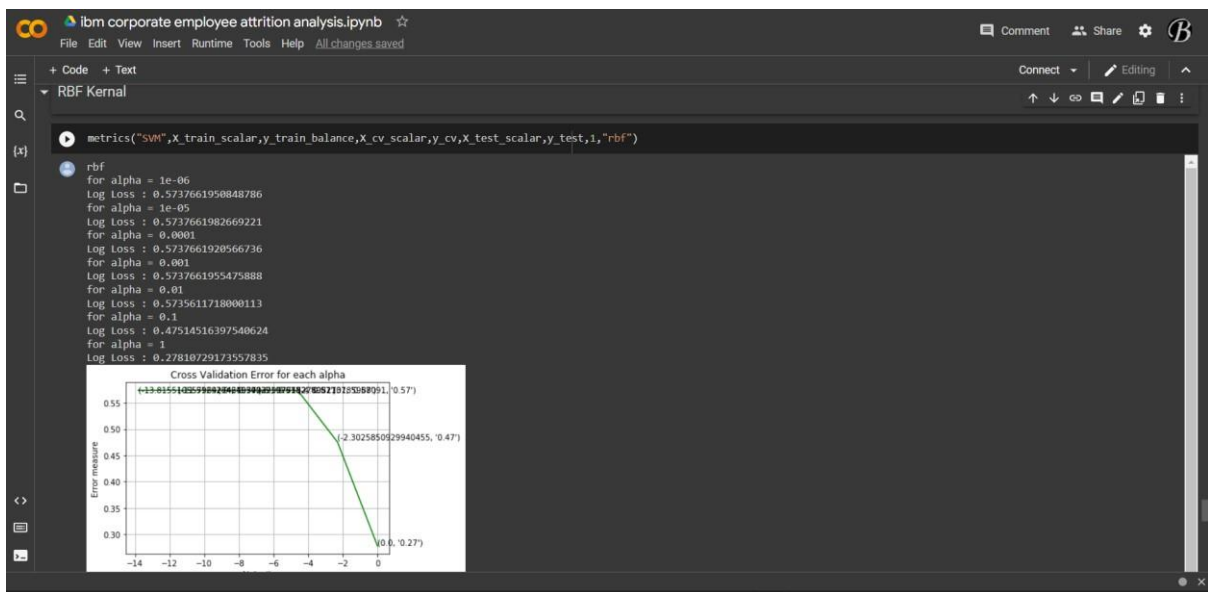 ibm corporate employee attrition analysis.ipynb
File Edit View Insert Runtime Tools Help All changes saved
Comment Share B
+ Code + Text
Connect Editing
RBF Kernal
{x}
metrics("SVM",X_train_scalar,y_train_balance,X_cv_scalar,y_cv,X_test_scalar,y_test,1,"rbf")
rbf
for alpha = 1e-06
Log Loss : 0.5737661950848786
for alpha = 1e-05
Log Loss : 0.5737661982669221
for alpha = 0.0001
Log Loss : 0.5737661920566736
for alpha = 0.001
Log Loss : 0.5737661955475888
for alpha = 0.01
Log Loss : 0.5735611718000113
for alpha = 0.1
Log Loss : 0.47514516397540624
for alpha = 1
Log Loss : 0.27810729173557835
Cross Validation Error for each alpha
'0.57')
0.55
0.50
(-2.3025850929940455, '0.47')
0.45
Error measure
0.40
0.35
0.30
(0.0, '0.27')
−14 −12 −10 −8 −6 −4 −2 0